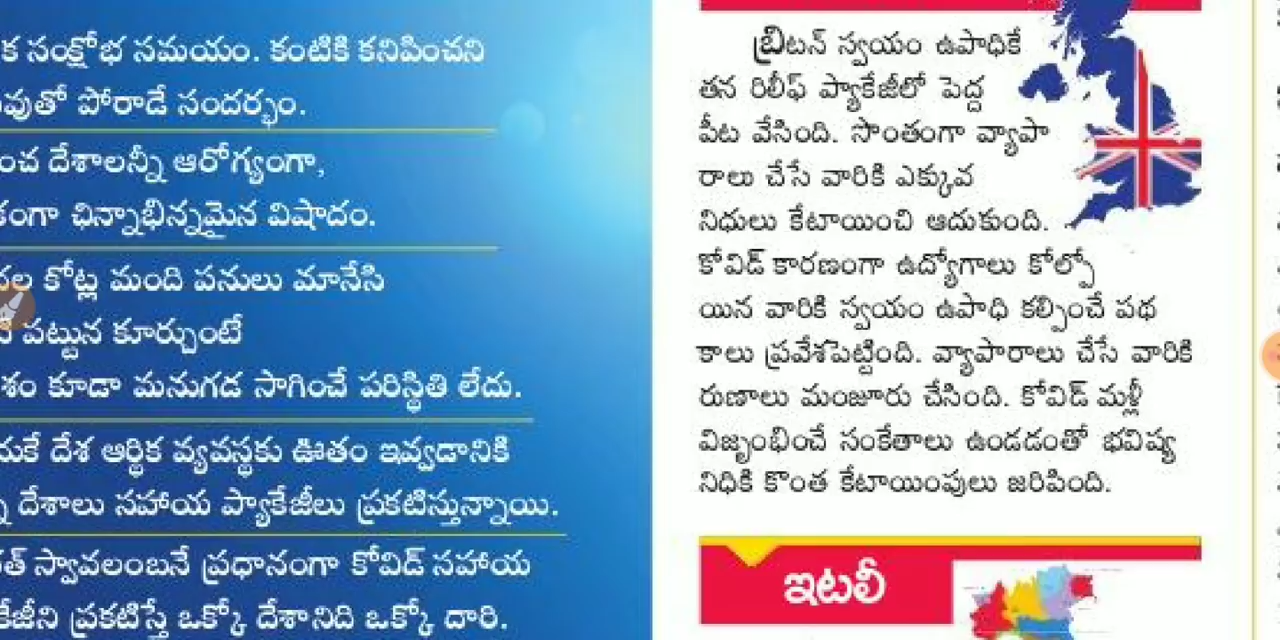 క సంక్షోభ సమయం. కంటికి కనిపించని
పోరాడే సందర్భం.
దేశాలన్నీ ఆరోగ్యంగా,
ఛిన్నాభిన్నమైన విషాదం.
కోట్ల మంది పనులు మానేసి
పట్టున కూర్చుంటే
కూడా మనుగడ సాగించే పరిస్థితి లేదు.
దేశ ఆర్థిక వ్యవస్థకు ఊతం ఇవ్వడానికి
దేశాలు సహాయ ప్యాకేజీలు ప్రకటిస్తున్నాయి.
స్వావలంబనే ప్రధానంగా కోవిడ్ సహాయ
ప్రకటిస్తే ఒక్కో దేశానిది ఒక్కో దారి.
బ్రిటన్ స్వయం ఉపాధికే
తన రిలీఫ్ ప్యాకేజీలో పెద్ద
పీట వేసింది. సొంతంగా వ్యాపా
రాలు చేసే వారికి ఎక్కువ
నిధులు కేటాయించి ఆదుకుంది.
కోవిడ్ కారణంగా ఉద్యోగాలు కోల్పో
యిన వారికి స్వయం ఉపాధి కల్పించే పథ
కాలు ప్రవేశపెట్టింది. వ్యాపారాలు చేసే వారికి
రుణాలు మంజూరు చేసింది. కోవిడ్ మళ్లీ
విజృంభించే సంకేతాలు ఉండడంతో భవిష్య
నిధికి కొంత కేటాయింపులు జరిపింది.
ఇటలీ